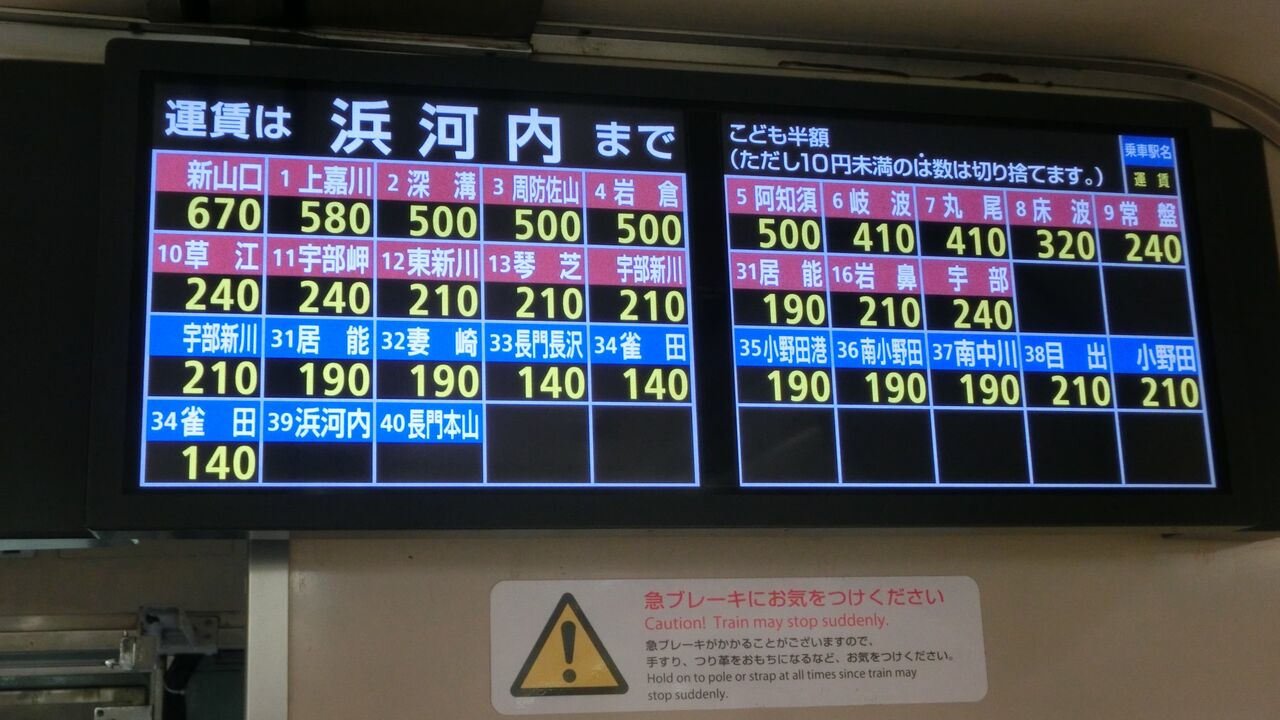 運賃は 浜河内 まで
新山口 1上嘉川 2深溝 3周防佐山 4岩倉
670 580 500 500 500
10草江 11宇部岬 12東新川 13琴芝 宇部新川
240 240 210 210 210
宇部新川 31居能 32妻崎 33長門長沢 34雀田
210 190 190 140 140
34雀田 39浜河内 40長門本山
140
こども半額
(ただし10円未満のは数は切り捨てます。)
乗車駅名
運賃
5阿知須 6岐波 7丸尾 8床波 9常盤
500 410 410 320 240
31居能 16岩鼻 宇部
190 210 240
35小野田港 36南小野田 37南中川 38目出 小野田
190 190 190 210 210
急ブレーキにお気をつけください
Caution! Train may stop suddenly.
急ブレーキがかかることがございますので、
手すり、つり革をおもちになるなど、お気をつけください。
Hold on to pole or strap at all times since train may
stop suddenly.